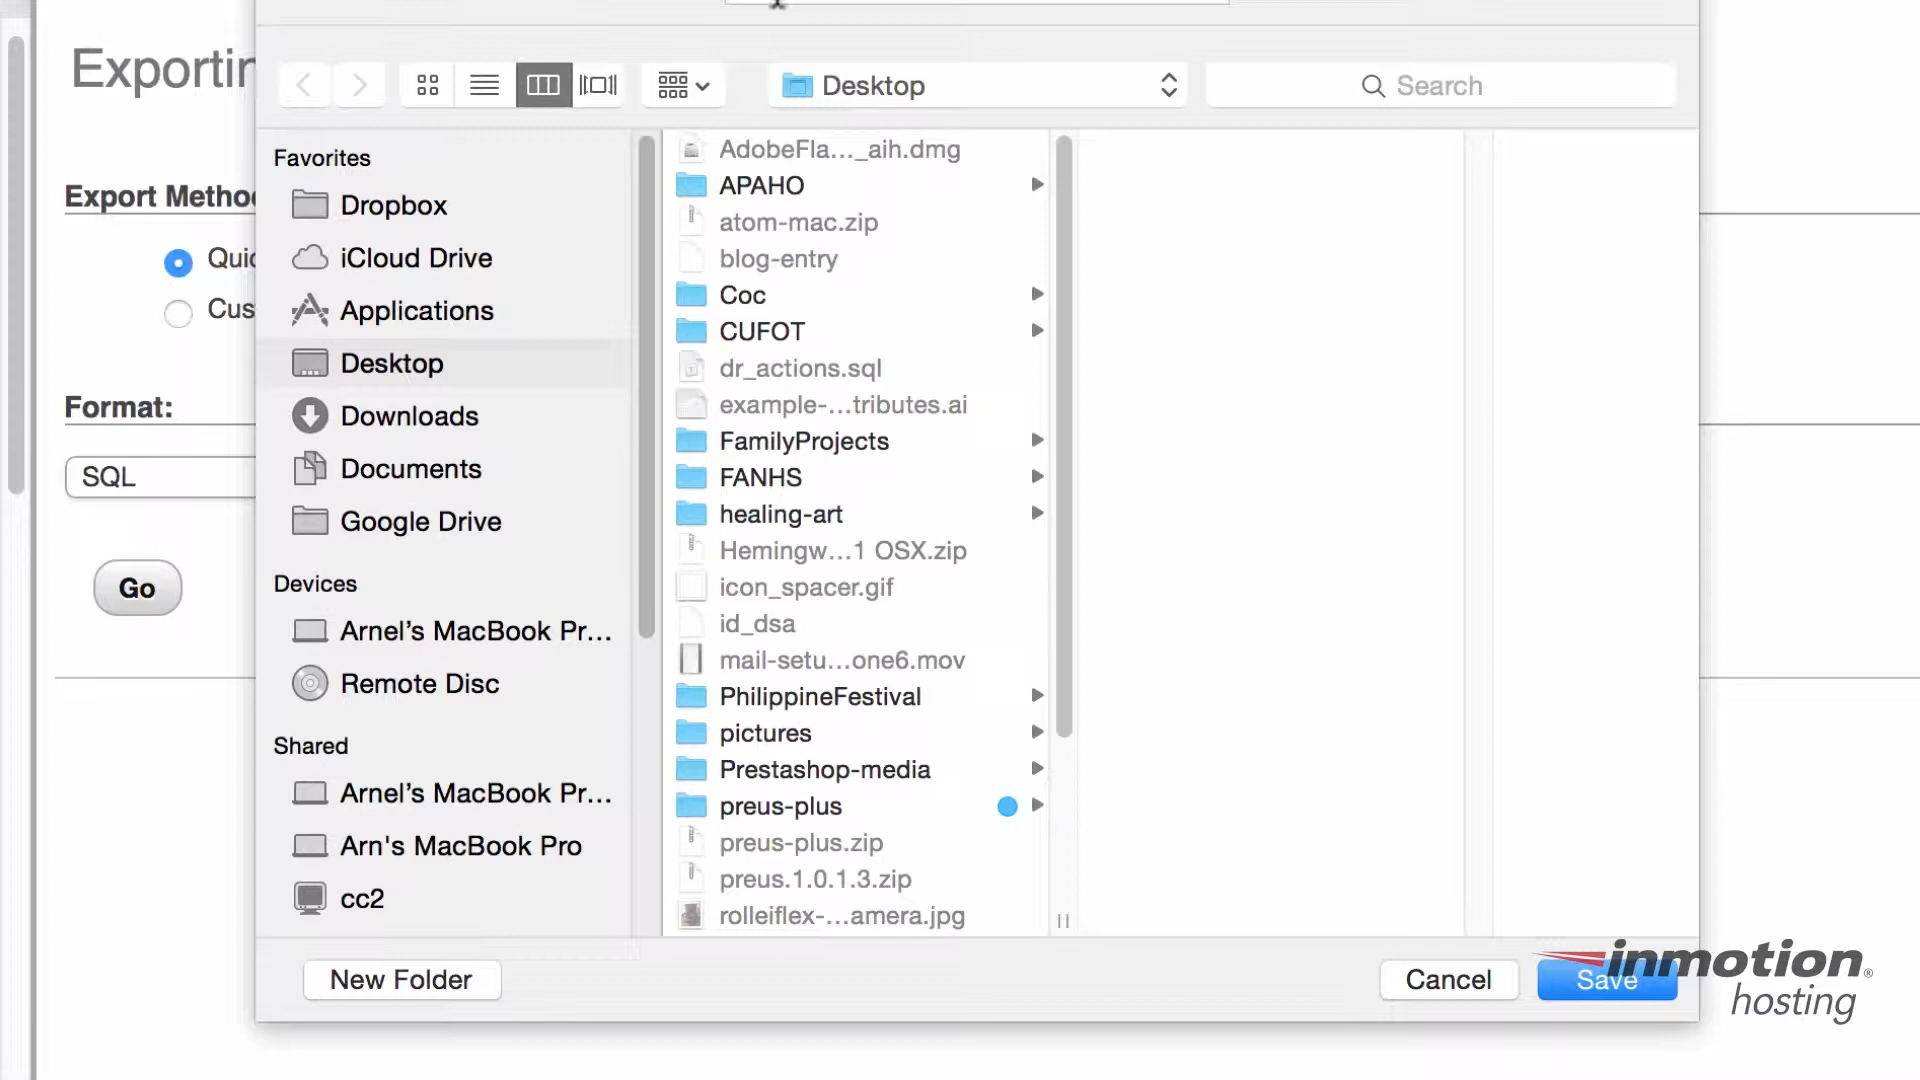 Exportin
Export Metho
Quic
Cus
Format:
SQL
Go
Desktop
Search
Favorites
Dropbox
iCloud Drive
Applications
Desktop
Downloads
Documents
Google Drive
Devices
Arnel’s MacBook Pr...
Remote Disc
Shared
Arnel’s MacBook Pr...
Arn's MacBook Pro
cc2
AdobeFla..._aih.dmg
APAHO
atom-mac.zip
blog-entry
Coc
CUFOT
dr_actions.sql
example-...tributes.ai
FamilyProjects
FANHS
healing-art
Hemingw...1 OSX.zip
icon_spacer.gif
id_dsa
mail-setu...one6.mov
PhilippineFestival
pictures
Prestashop-media
preus-plus
preus-plus.zip
preus.1.0.1.3.zip
rolleiflex-...amera.jpg
New Folder
Cancel
Save
inmotion®
hosting